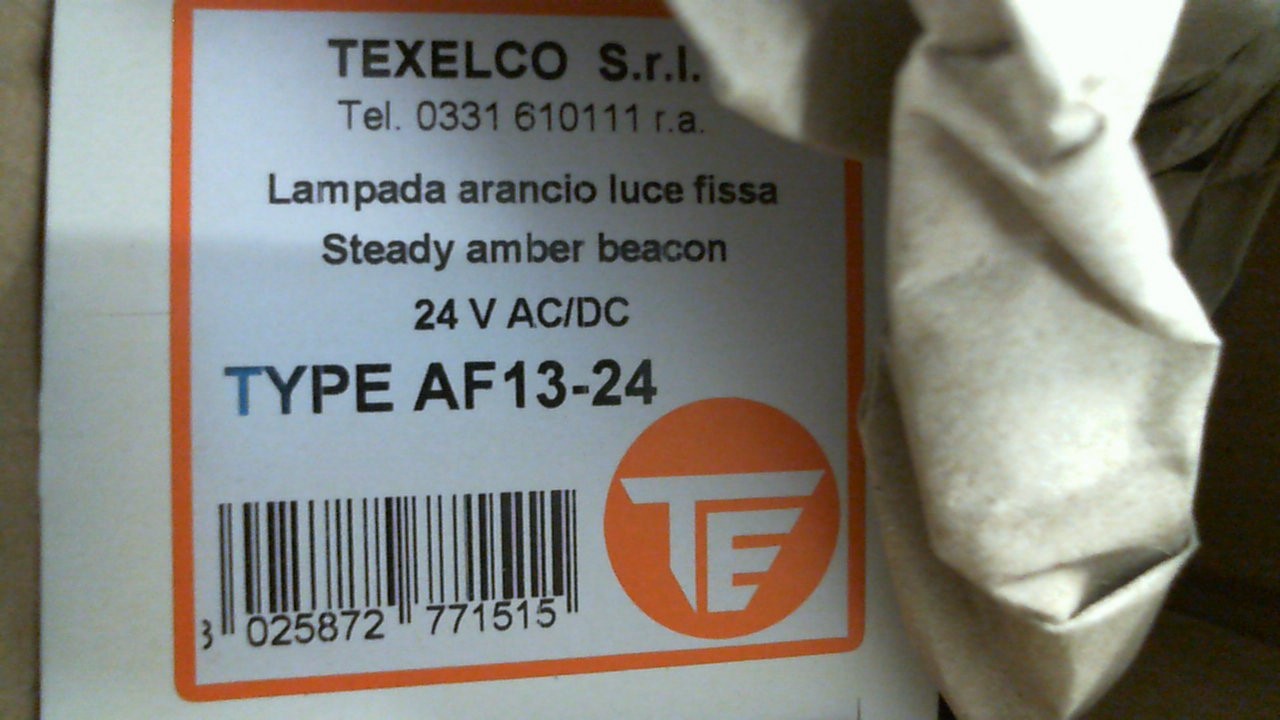 TEXELCO S.r.l.
Tel. 0331 610111 r.a.
Lampada arancio luce fissa
Steady amber beacon
24 V AC/DC
TYPE AF13-24
TE
8 025872 771515